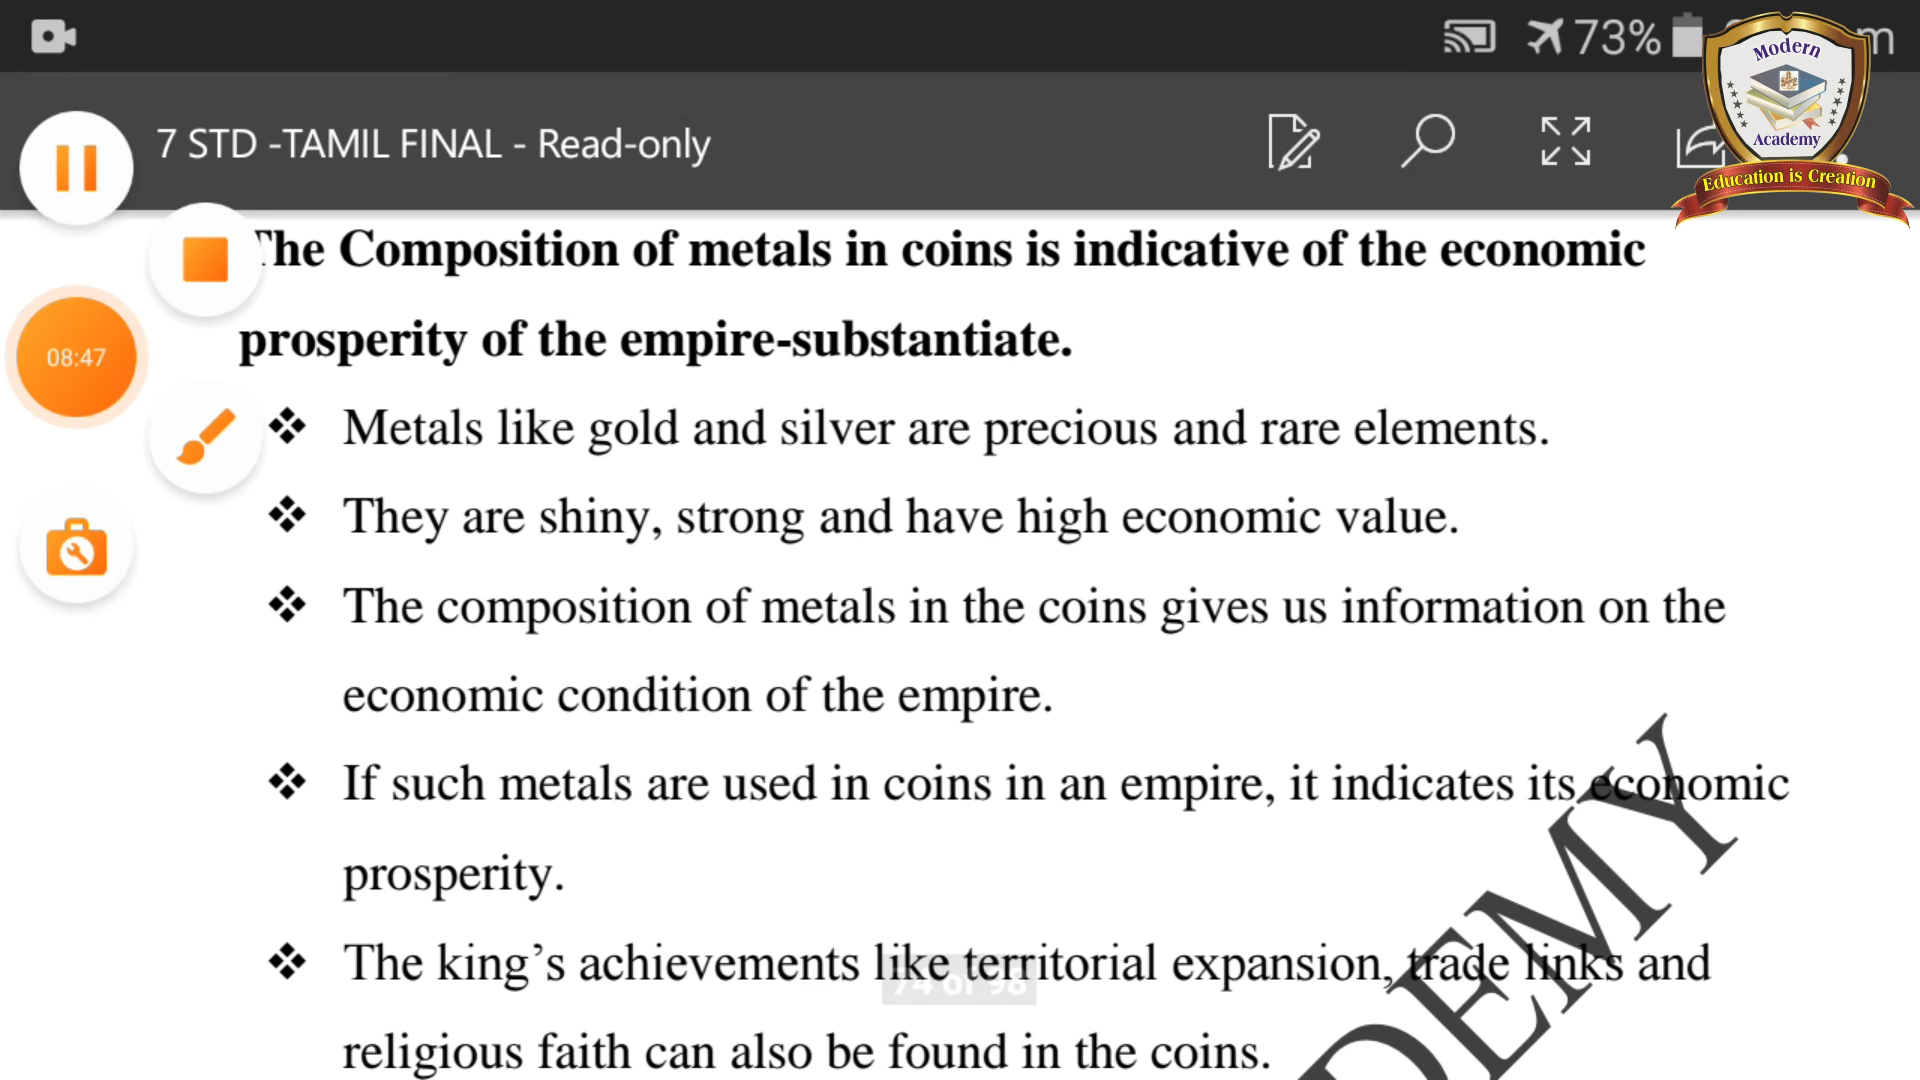 73%
m
Modern
Academy
Education is Creation
7 STD -TAMIL FINAL - Read-only
The Composition of metals in coins is indicative of the economic
prosperity of the empire-substantiate.
08:47
❖ Metals like gold and silver are precious and rare elements.
❖ They are shiny, strong and have high economic value.
❖ The composition of metals in the coins gives us information on the
economic condition of the empire.
❖ If such metals are used in coins in an empire, it indicates its economic
prosperity.
❖ The king’s achievements like territorial expansion, trade links and
74 of 98
religious faith can also be found in the coins.
DEMY